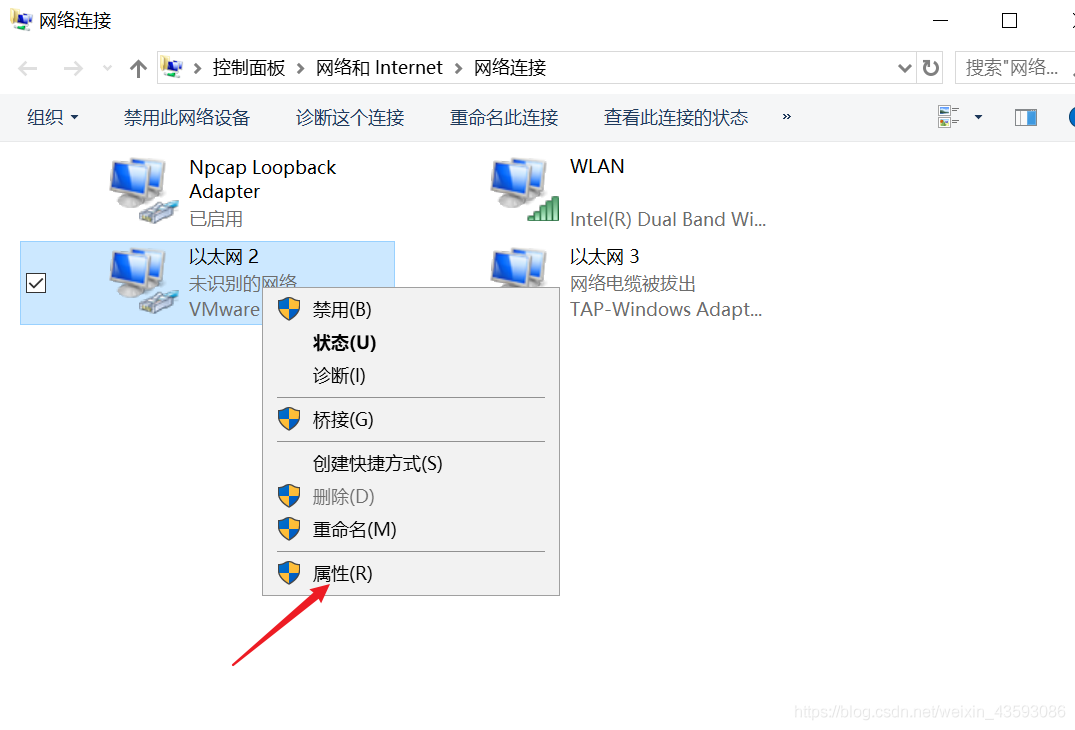 网络连接
控制面板 > 网络和 Internet > 网络连接
搜索"网络...
组织 禁用此网络设备 诊断这个连接 重命名此连接 查看此连接的状态 »
Npcap Loopback
Adapter
已启用
WLAN
Intel(R) Dual Band Wi...
以太网 2
未识别的网络
VMware
以太网 3
网络电缆被拔出
TAP-Windows Adapt...
禁用(B)
状态(U)
诊断(I)
桥接(G)
创建快捷方式(S)
删除(D)
重命名(M)
属性(R)
https://blog.csdn.net/weixin_43593086